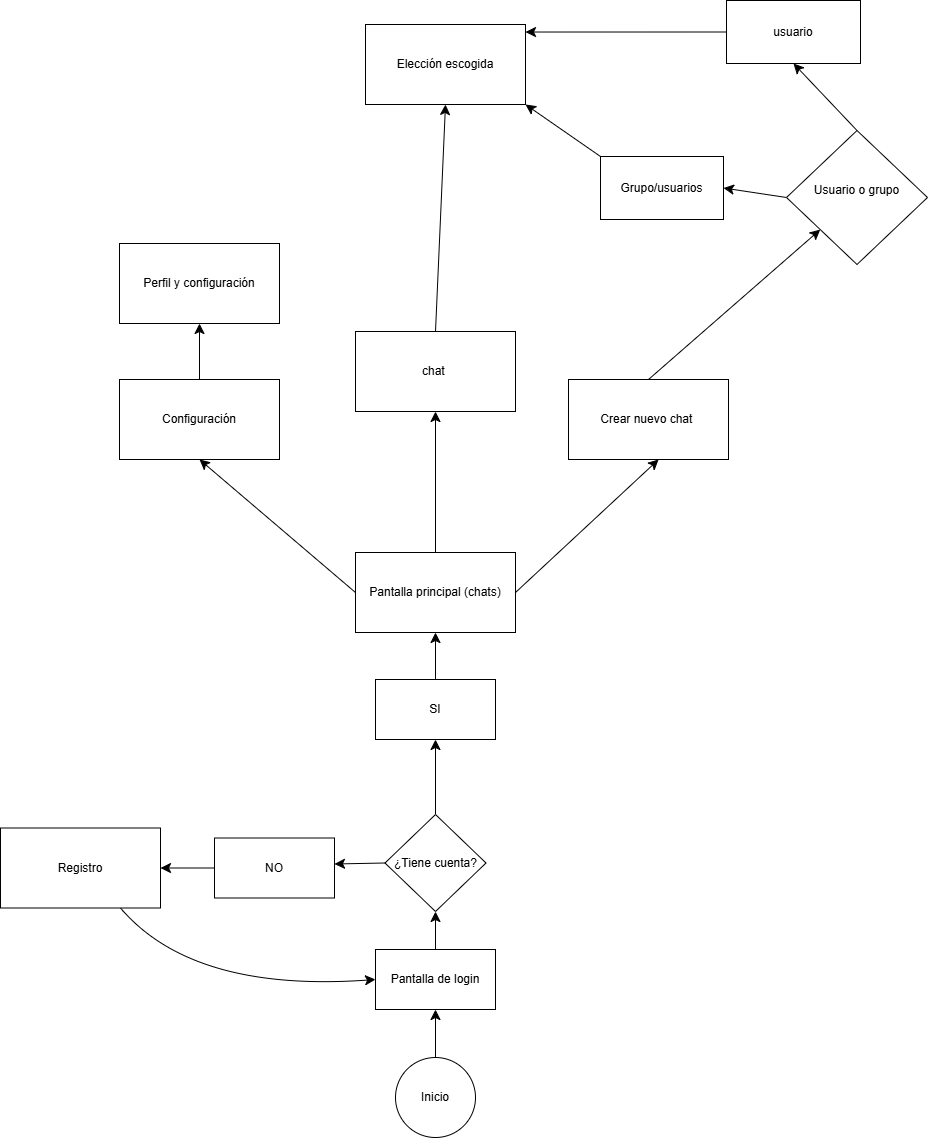 usuario
Elección escogida
Grupo/usuarios
Usuario o grupo
Perfil y configuración
chat
Configuración
Crear nuevo chat
Pantalla principal (chats)
SI
¿Tiene cuenta?
Registro
NO
Pantalla de login
Inicio